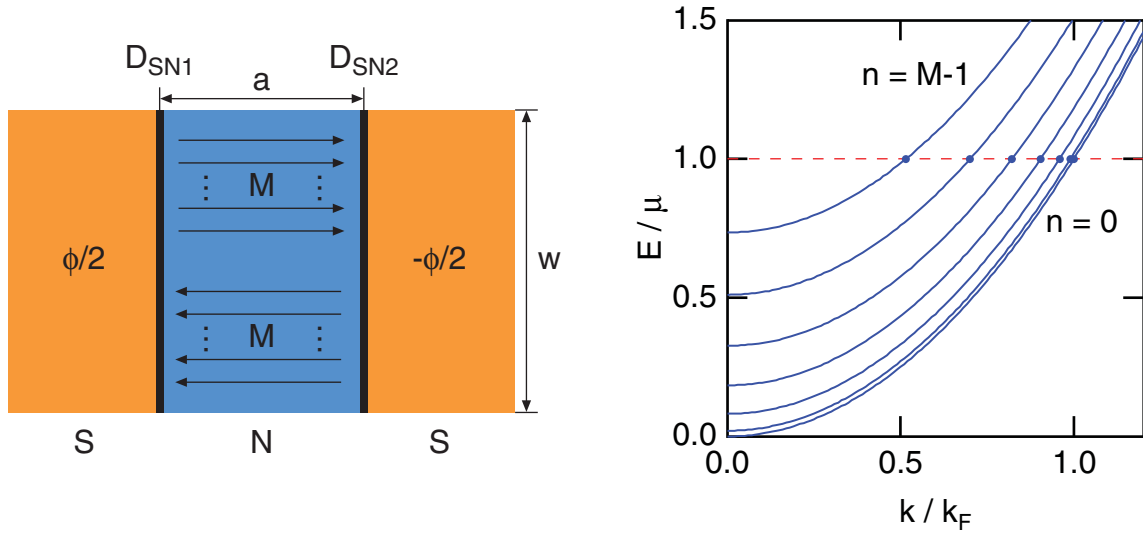 D_SN1
a
D_SN2
⋮ M ⋮
ϕ/2
-ϕ/2
w
⋮ M ⋮
S
N
S
1.5
1.0
0.5
0.0
E / μ
n = M-1
n = 0
0.0
0.5
1.0
k / k_F